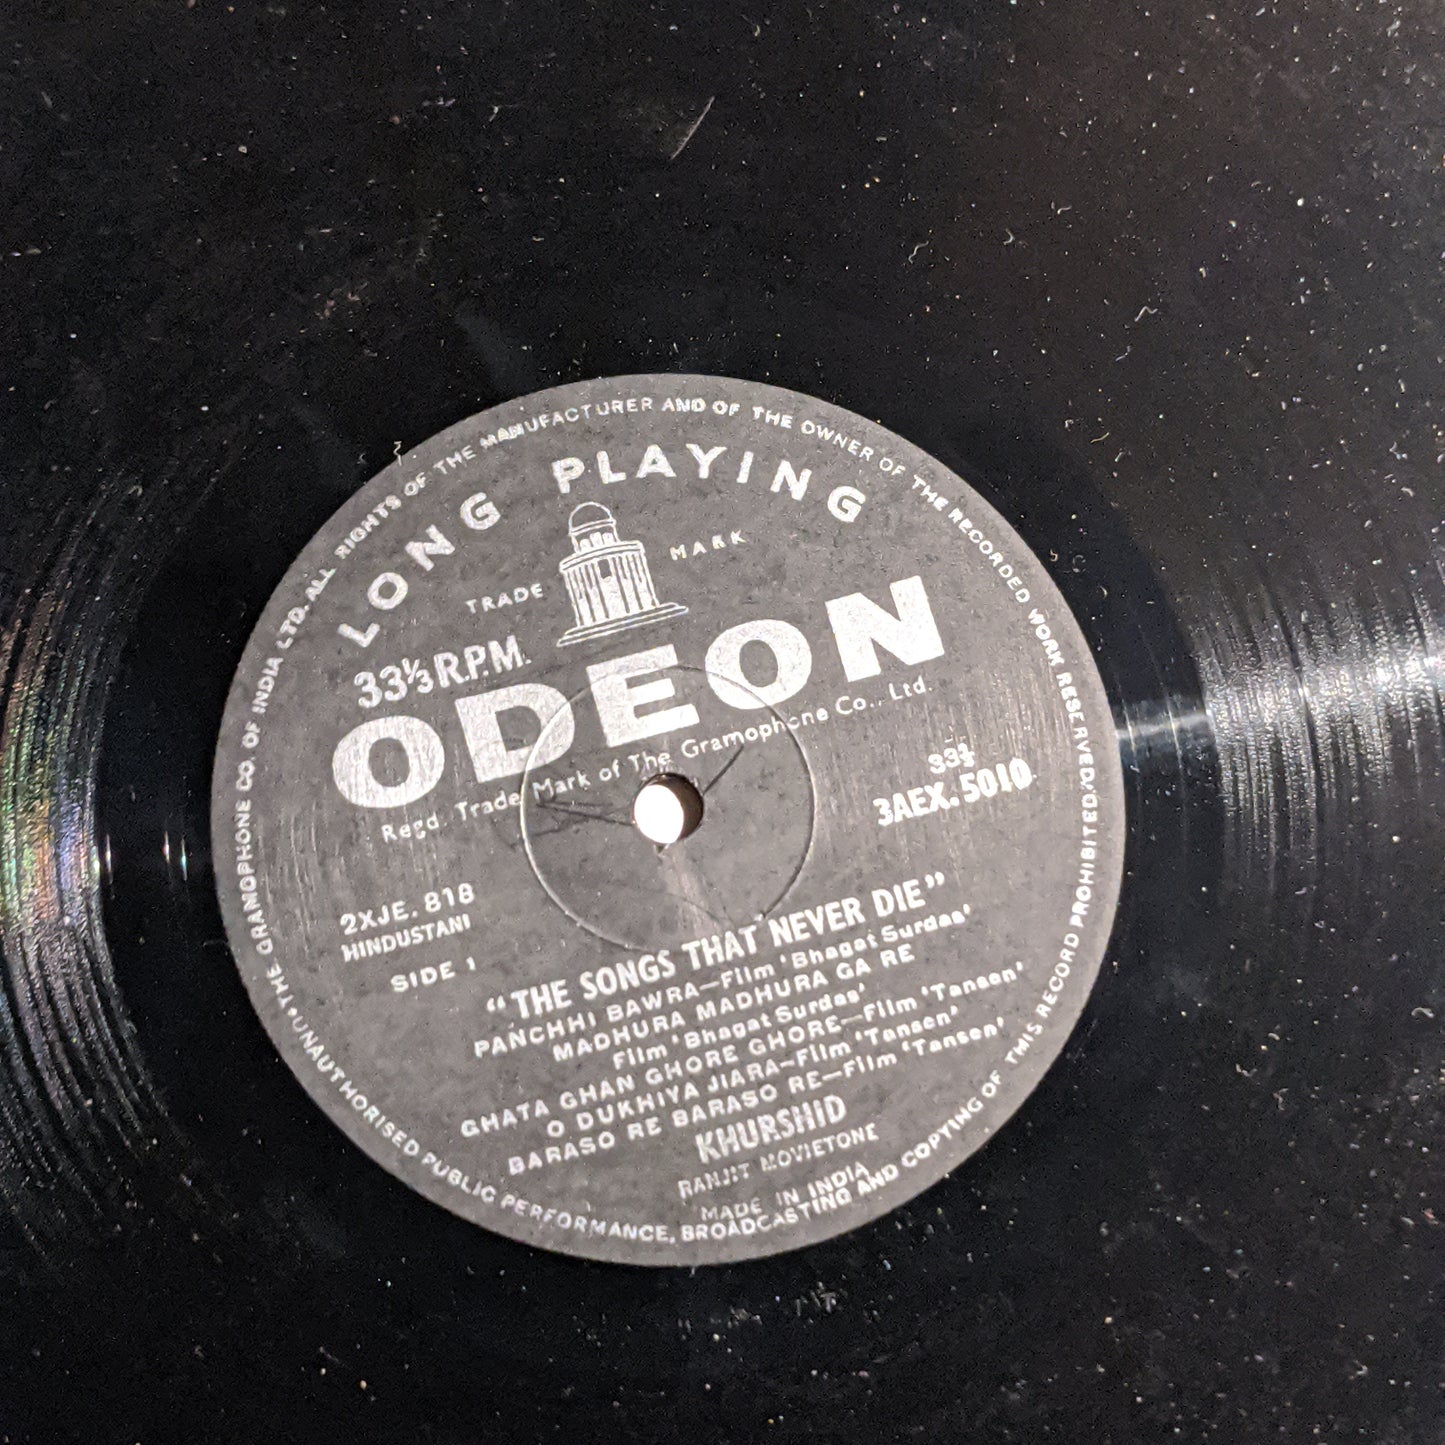 THE GRAMOPHONE CO. OF INDIA LTD. ALL RIGHTS OF THE MANUFACTURER AND OF THE OWNER OF THE RECORDED WORK RESERVED.
UNAUTHORISED PUBLIC PERFORMANCE, BROADCASTING AND COPYING OF THIS RECORD PROHIBITED.
LONG PLAYING
TRADE MARK
33⅓ R.P.M.
ODEON
Regd. Trade Mark of The Gramophone Co., Ltd.
33⅓
3AEX.5010
2XJE. 818
HINDUSTANI
SIDE 1
"THE SONGS THAT NEVER DIE"
PANCHHI BAWRA—Film 'Bhagat Surdas'
MADHURA MADHURA GA RE
Film 'Bhagat Surdas'
GHATA GHAN GHORE GHORE—Film 'Tansen'
O DUKHIYA JIARA—Film 'Tansen'
BARASO RE BARASO RE—Film 'Tansen'
KHURSHID
RANJIT MOVIETONE
MADE IN INDIA